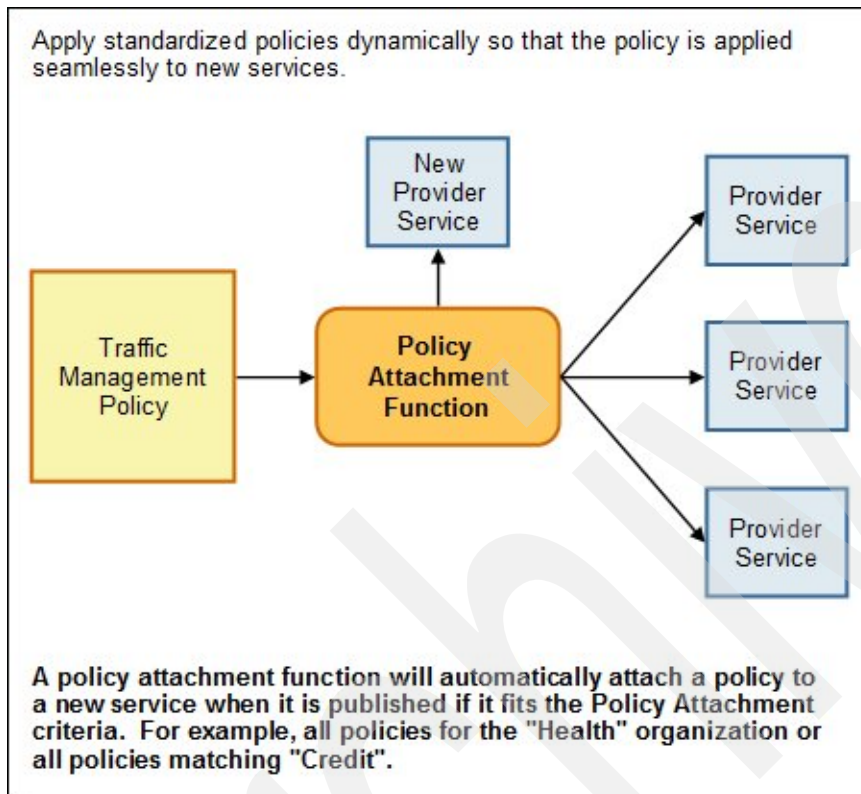 Apply standardized policies dynamically so that the policy is applied
seamlessly to new services.
New
Provider
Service
Provider
Service
Traffic
Management
Policy
Policy
Attachment
Function
Provider
Service
Provider
Service
A policy attachment function will automatically attach a policy to
a new service when it is published if it fits the Policy Attachment
criteria. For example, all policies for the "Health" organization or
all policies matching "Credit".